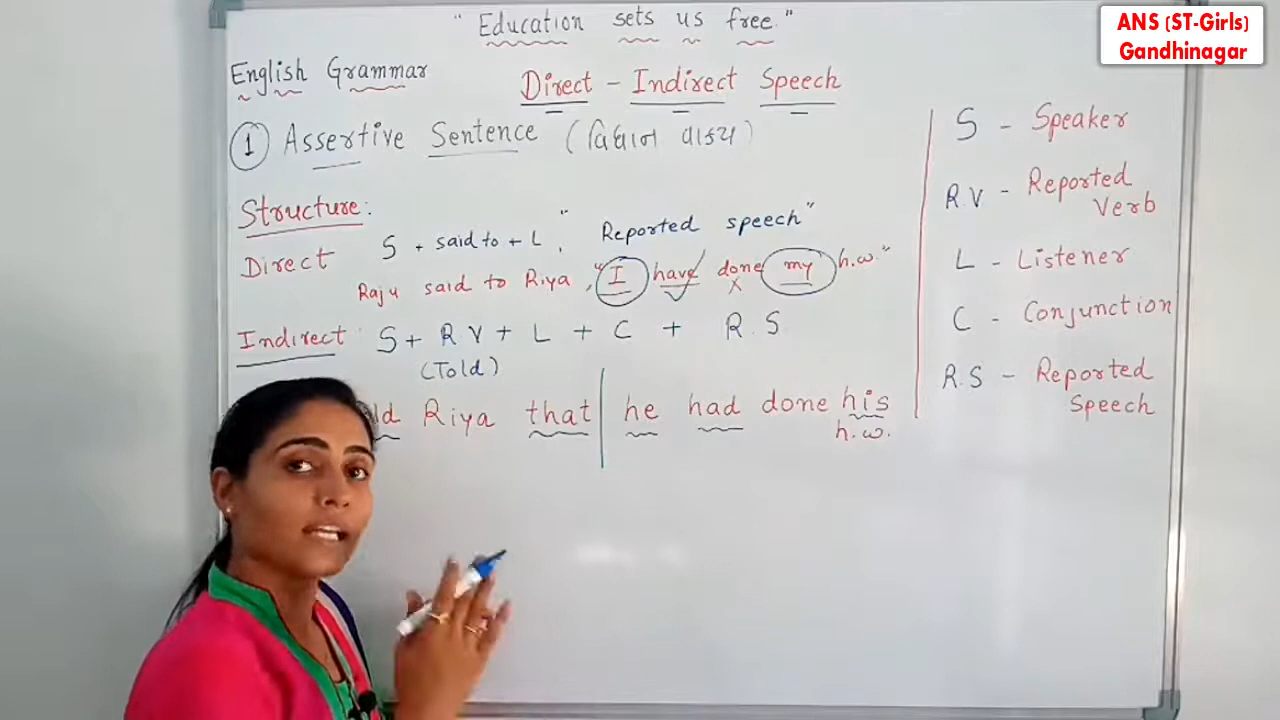 " Education sets us free. "
ANS (ST-Girls)
Gandhinagar
English Grammar
Direct - Indirect Speech
1 Assertive Sentence (વિધાન વાક્ય)
Structure:
Direct S + said to + L , " Reported speech "
Raju said to Riya , " I have done my h.w. "
Indirect S + R V + L + C + R. S
(Told)
ld Riya that he had done his
h.w.
S - Speaker
R V - Reported
Verb
L - Listener
C - Conjunction
R.S - Reported
Speech